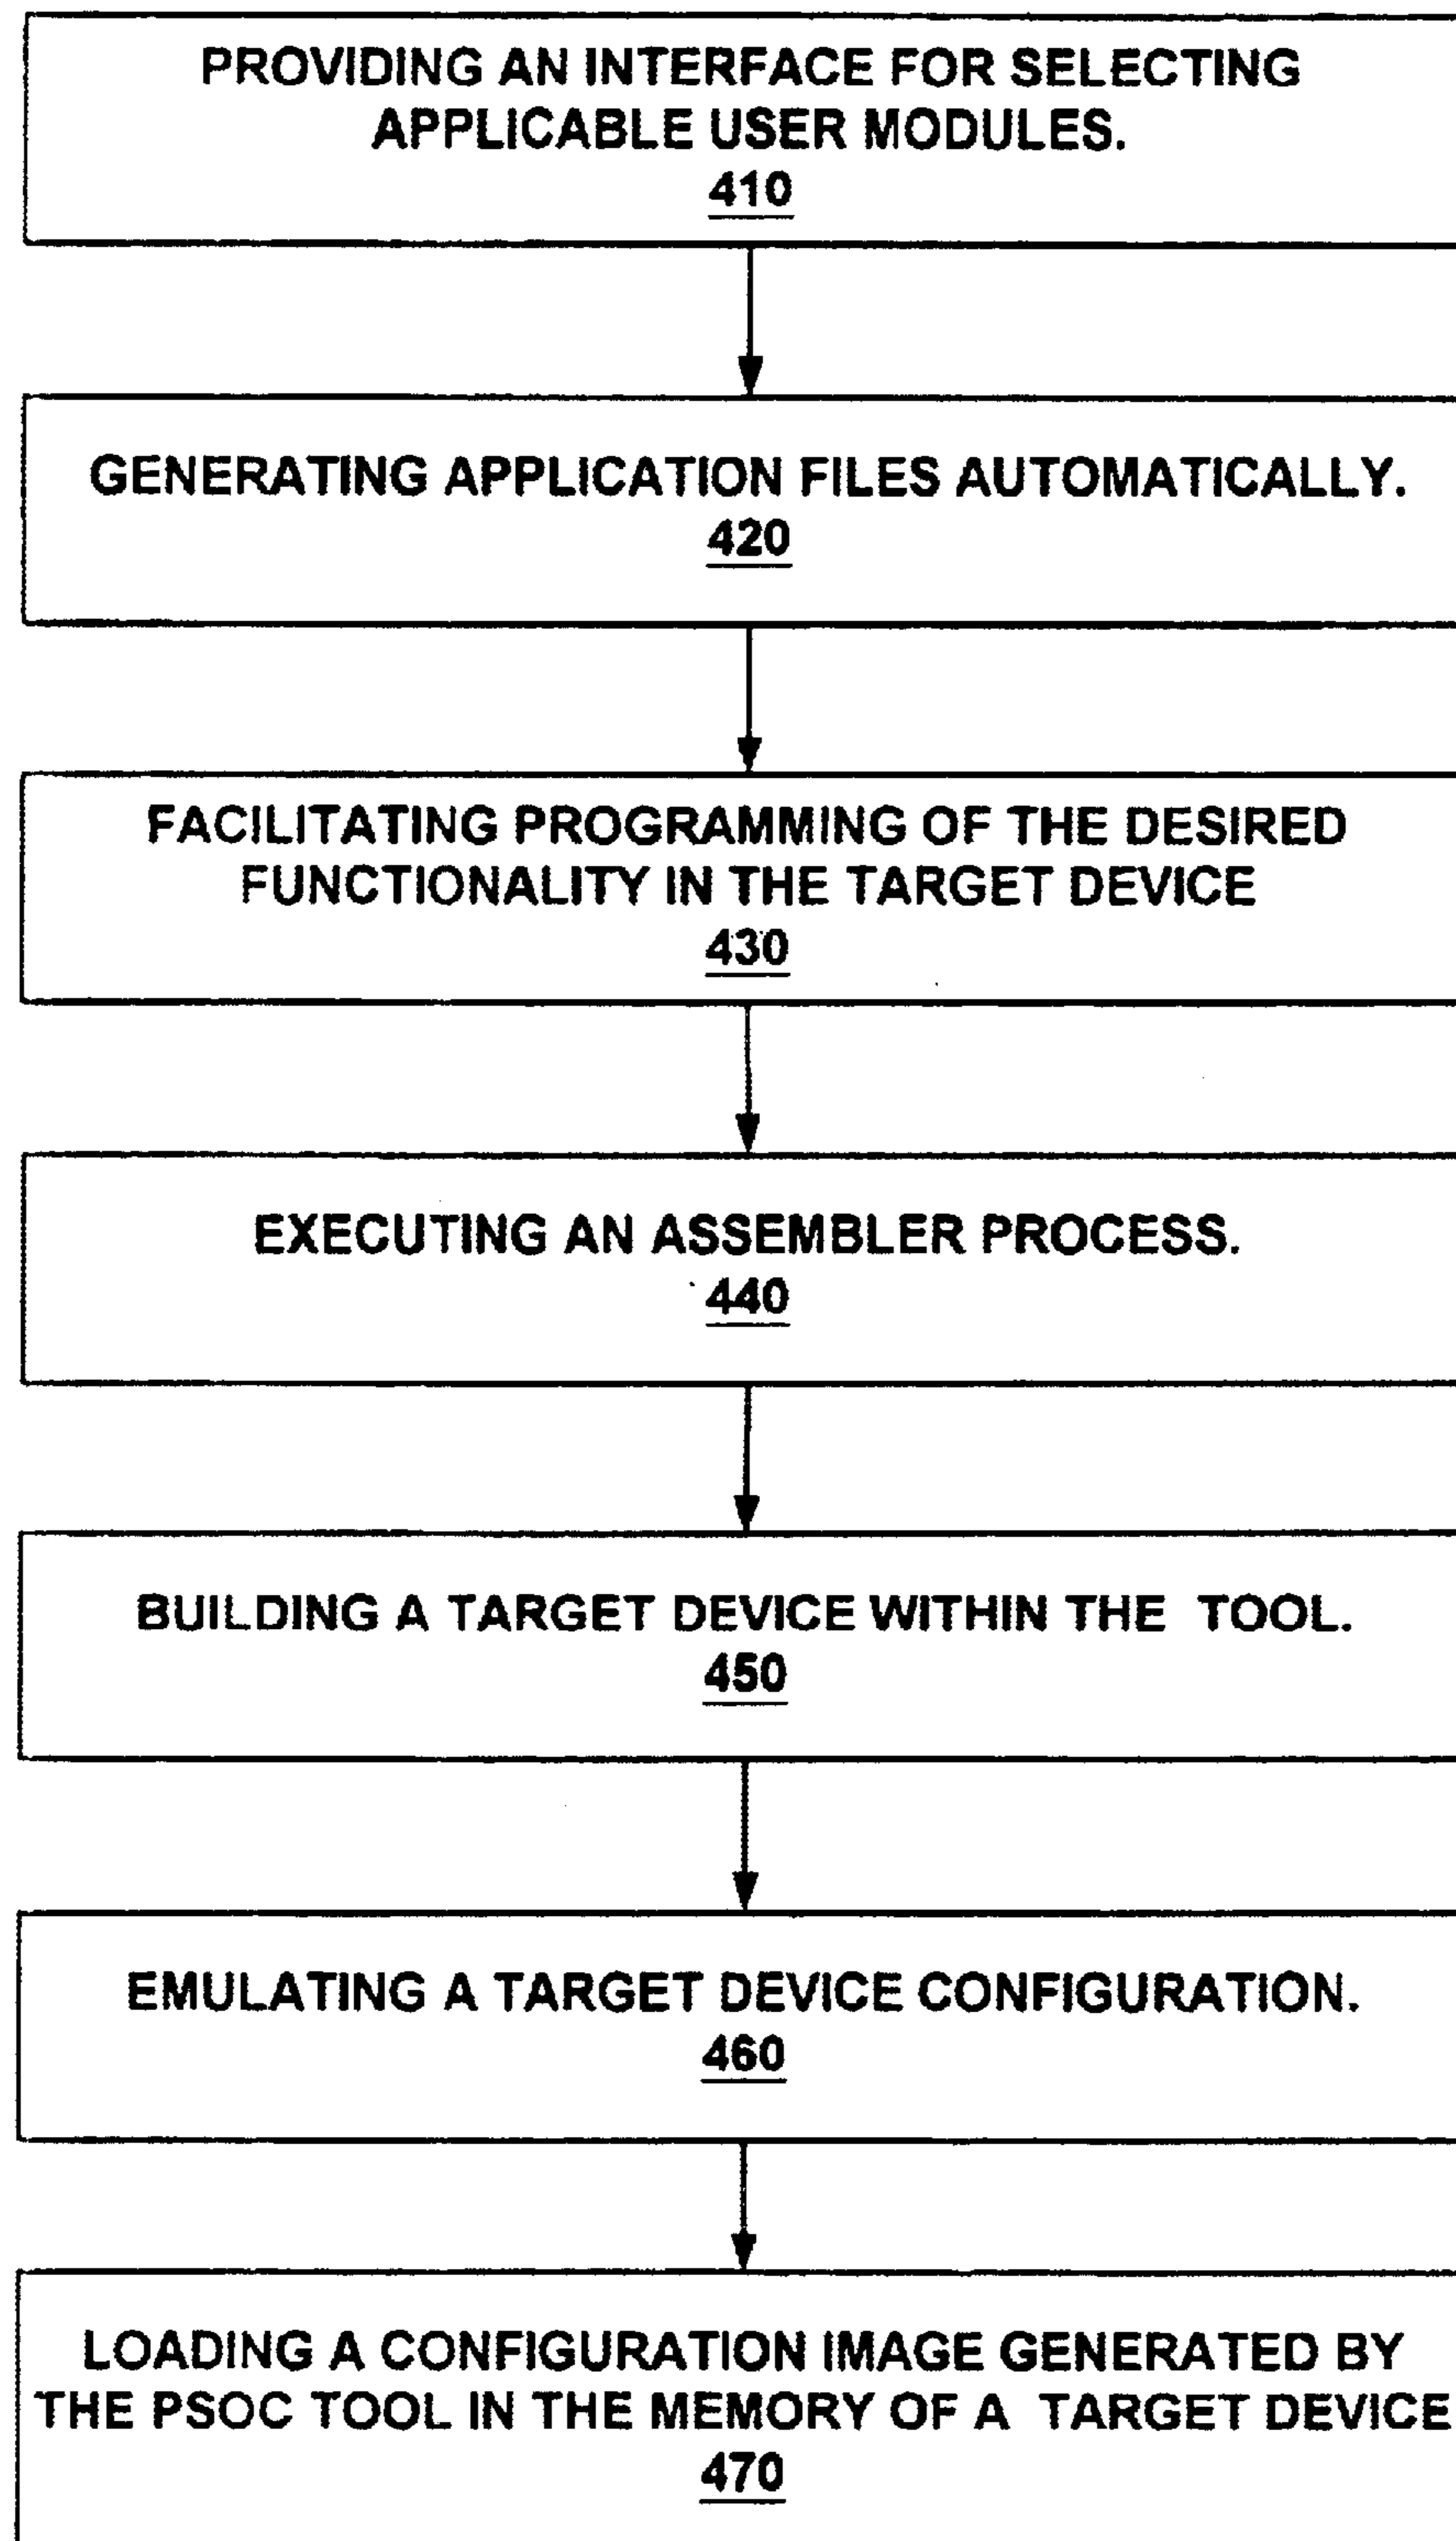 PROVIDING AN INTERFACE FOR SELECTING
APPLICABLE USER MODULES.
410
GENERATING APPLICATION FILES AUTOMATICALLY.
420
FACILITATING PROGRAMMING OF THE DESIRED
FUNCTIONALITY IN THE TARGET DEVICE
430
EXECUTING AN ASSEMBLER PROCESS.
440
BUILDING A TARGET DEVICE WITHIN THE TOOL.
450
EMULATING A TARGET DEVICE CONFIGURATION.
460
LOADING A CONFIGURATION IMAGE GENERATED BY
THE PSOC TOOL IN THE MEMORY OF A TARGET DEVICE
470